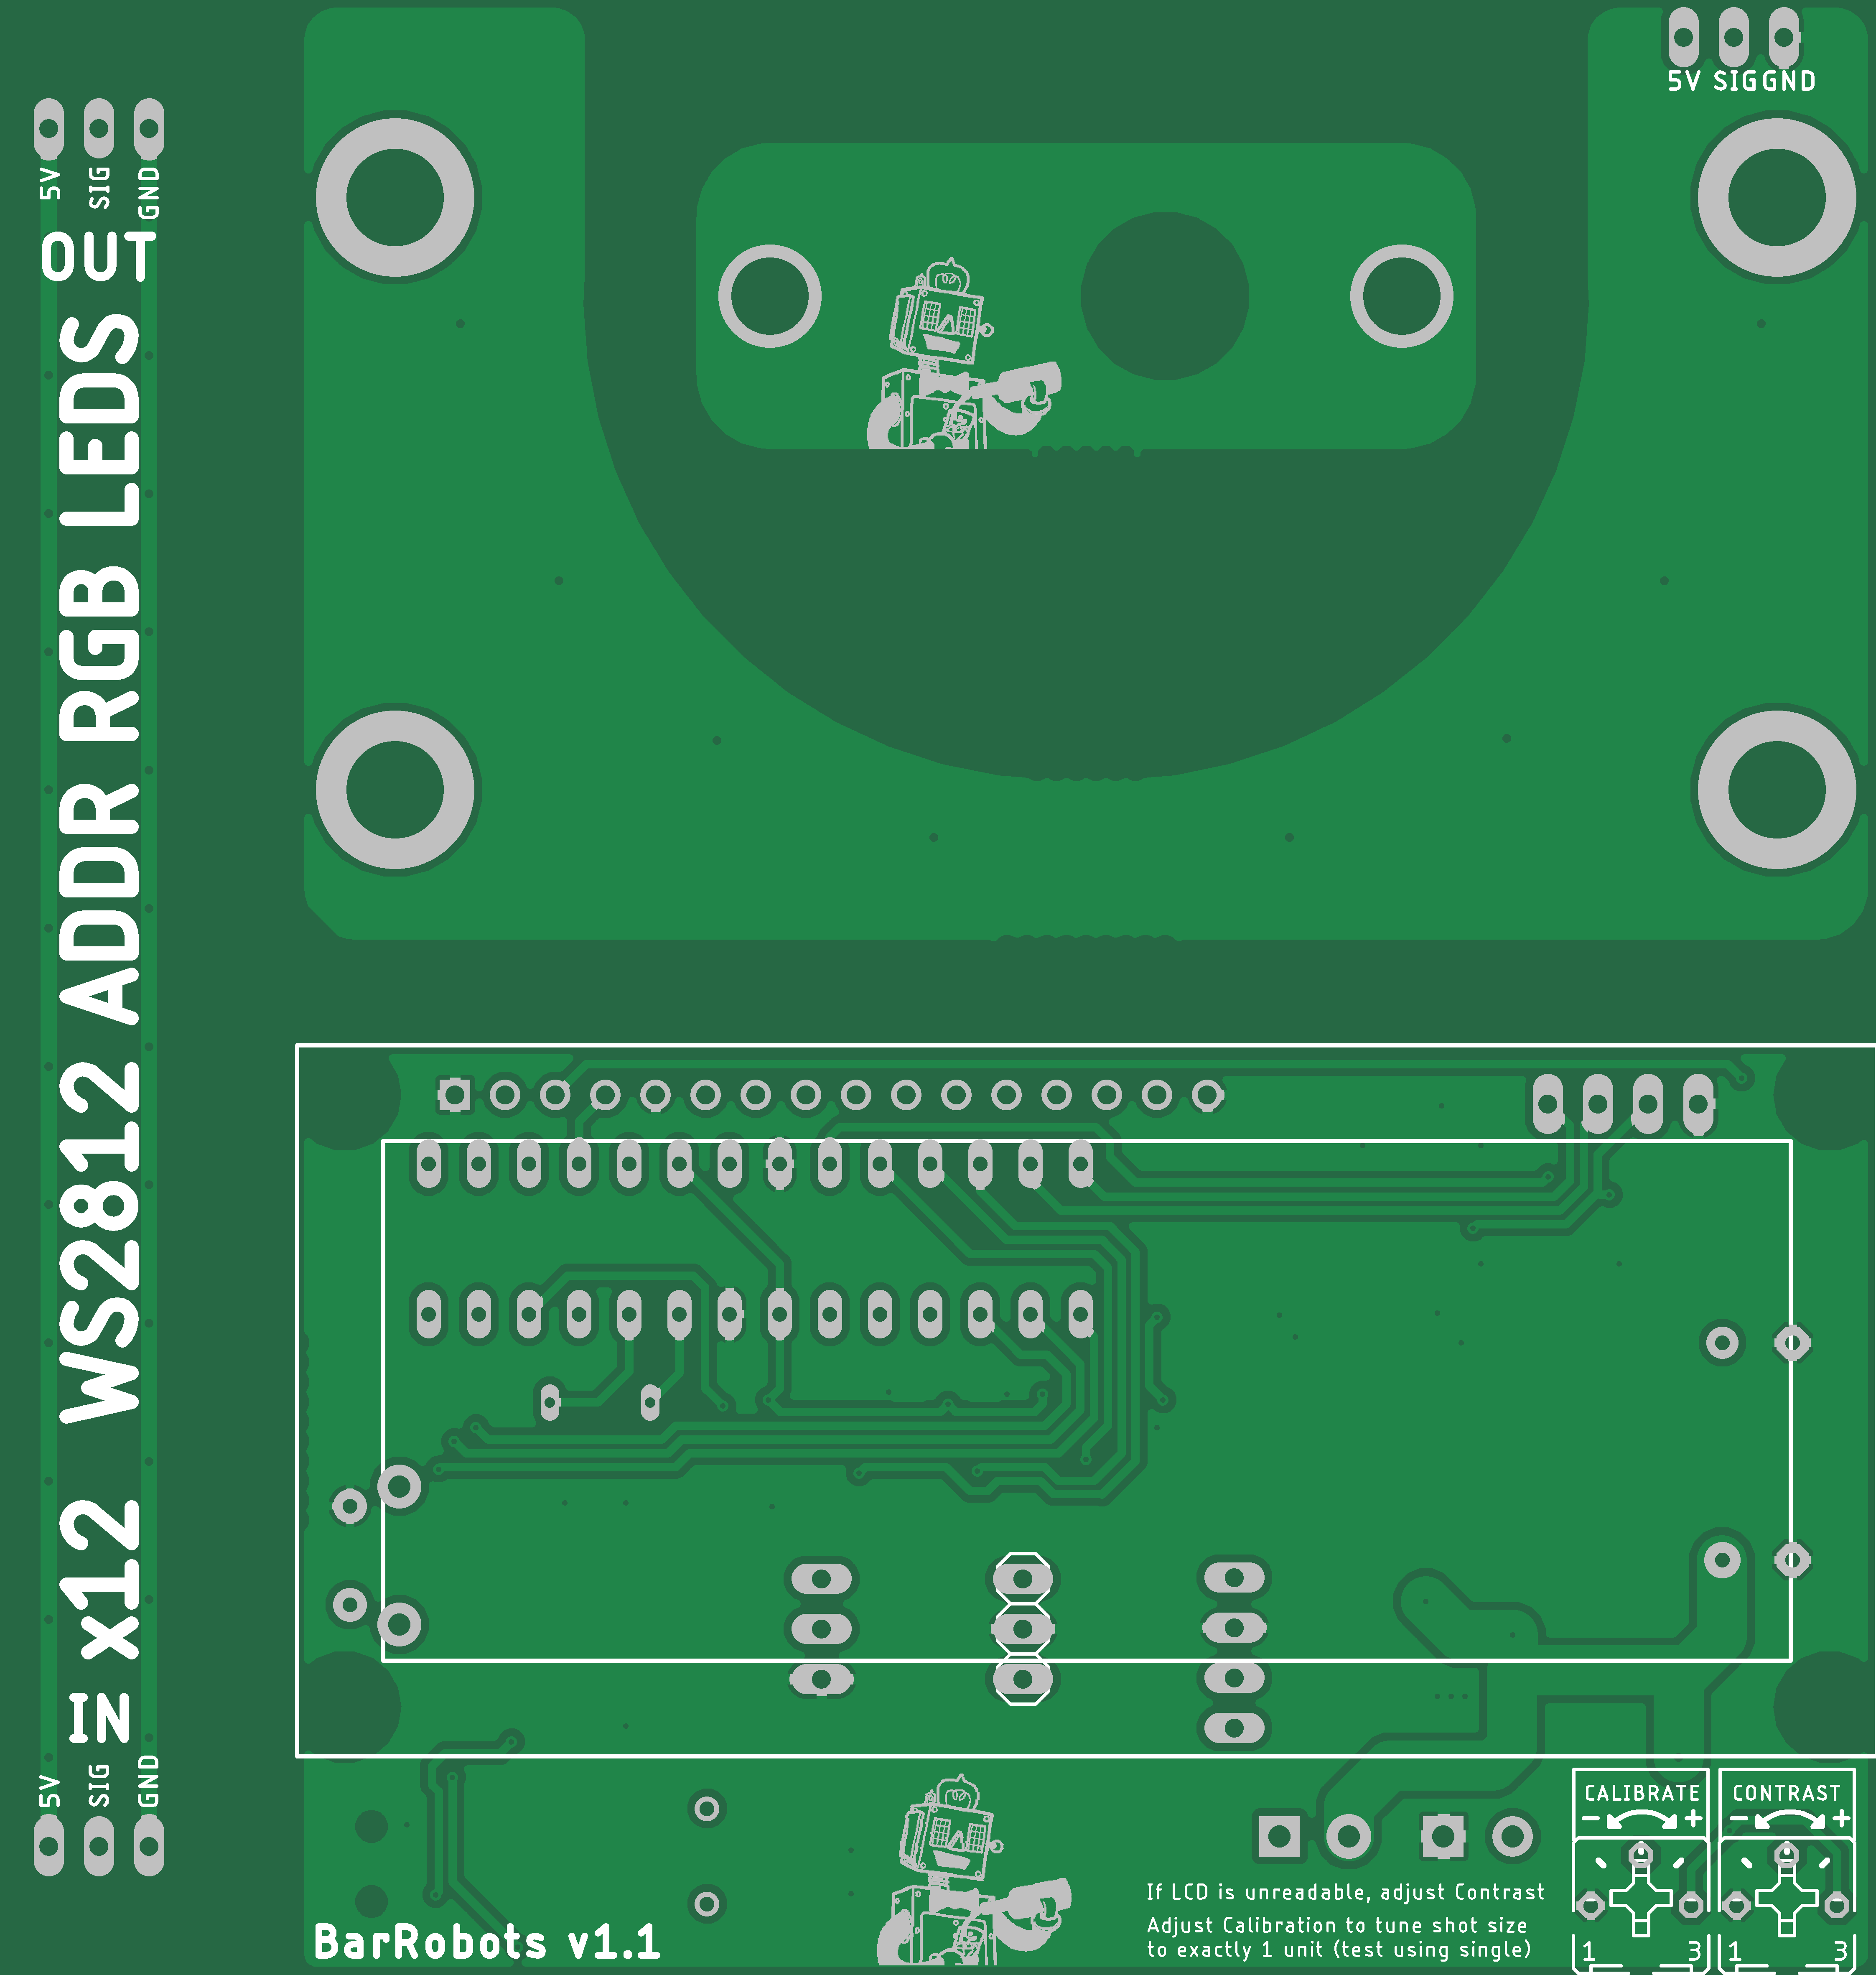 5V SIG GND
5V SIG GND
OUT
WS2812 ADDR RGB LEDS
x12
IN
5V SIG GND
CALIBRATE
- +
1 3
CONTRAST
- +
1 3
If LCD is unreadable, adjust Contrast
Adjust Calibration to tune shot size
to exactly 1 unit (test using single)
BarRobots v1.1